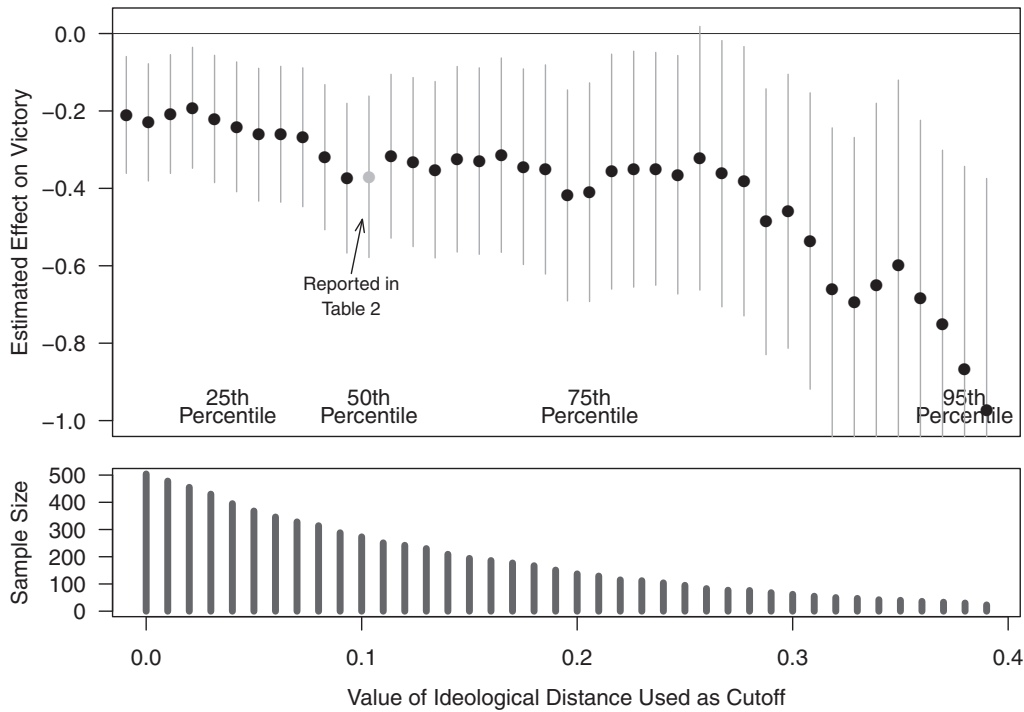 0.0
−0.2
−0.4
−0.6
−0.8
−1.0
Estimated Effect on Victory
Reported in
Table 2
25th
Percentile
50th
Percentile
75th
Percentile
95th
Percentile
500
400
300
200
100
0
Sample Size
0.0 0.1 0.2 0.3 0.4
Value of Ideological Distance Used as Cutoff